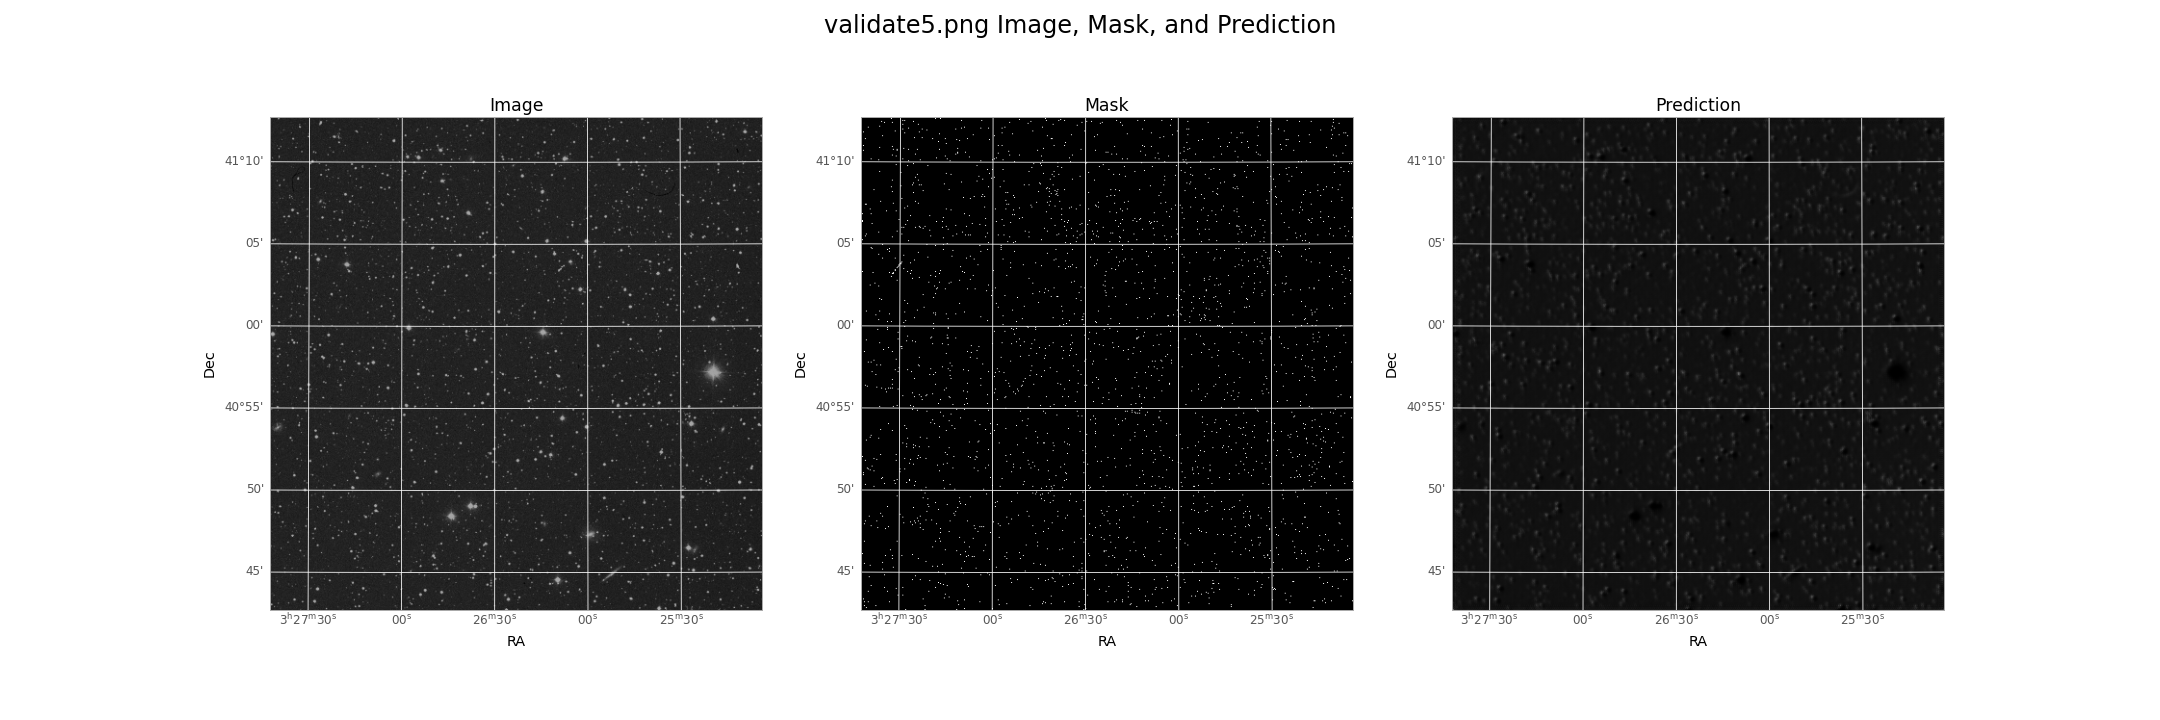 validate5.png Image, Mask, and Prediction
Image
Mask
Prediction
41°10'
05'
00'
40°55'
50'
45'
Dec
3ʰ27ᵐ30ˢ 00ˢ 26ᵐ30ˢ 00ˢ 25ᵐ30ˢ
RA
41°10'
05'
00'
40°55'
50'
45'
Dec
3ʰ27ᵐ30ˢ 00ˢ 26ᵐ30ˢ 00ˢ 25ᵐ30ˢ
RA
41°10'
05'
00'
40°55'
50'
45'
Dec
3ʰ27ᵐ30ˢ 00ˢ 26ᵐ30ˢ 00ˢ 25ᵐ30ˢ
RA